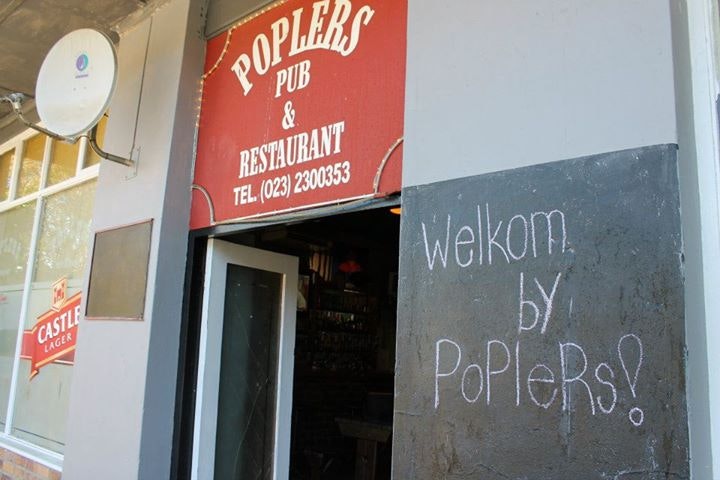 POPLERS
PUB
&
RESTAURANT
TEL. (023) 2300353
CASTLE
LAGER
Welkom
by
PoPleRs!